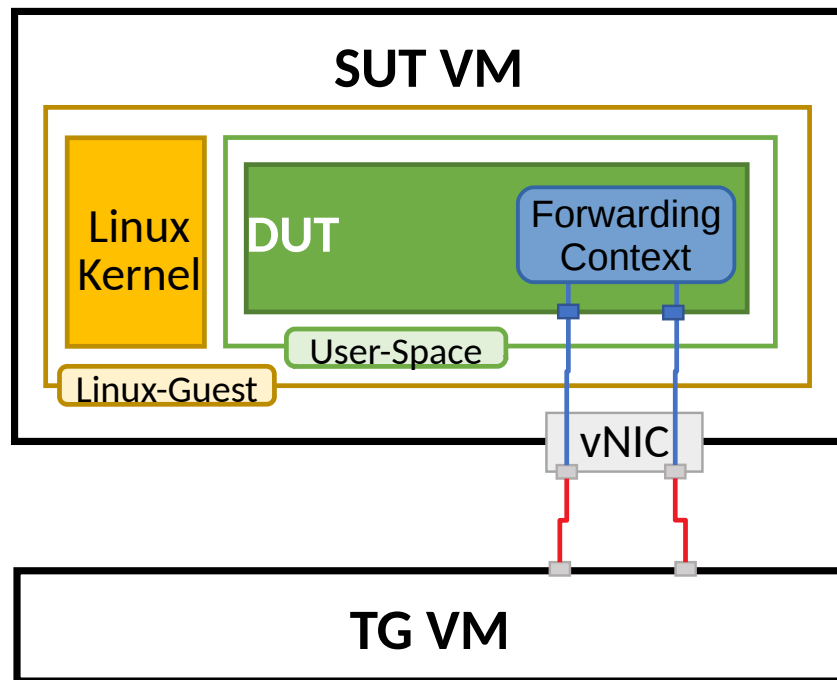 SUT VM
Linux
Kernel
DUT
Forwarding
Context
User-Space
Linux-Guest
vNIC
TG VM